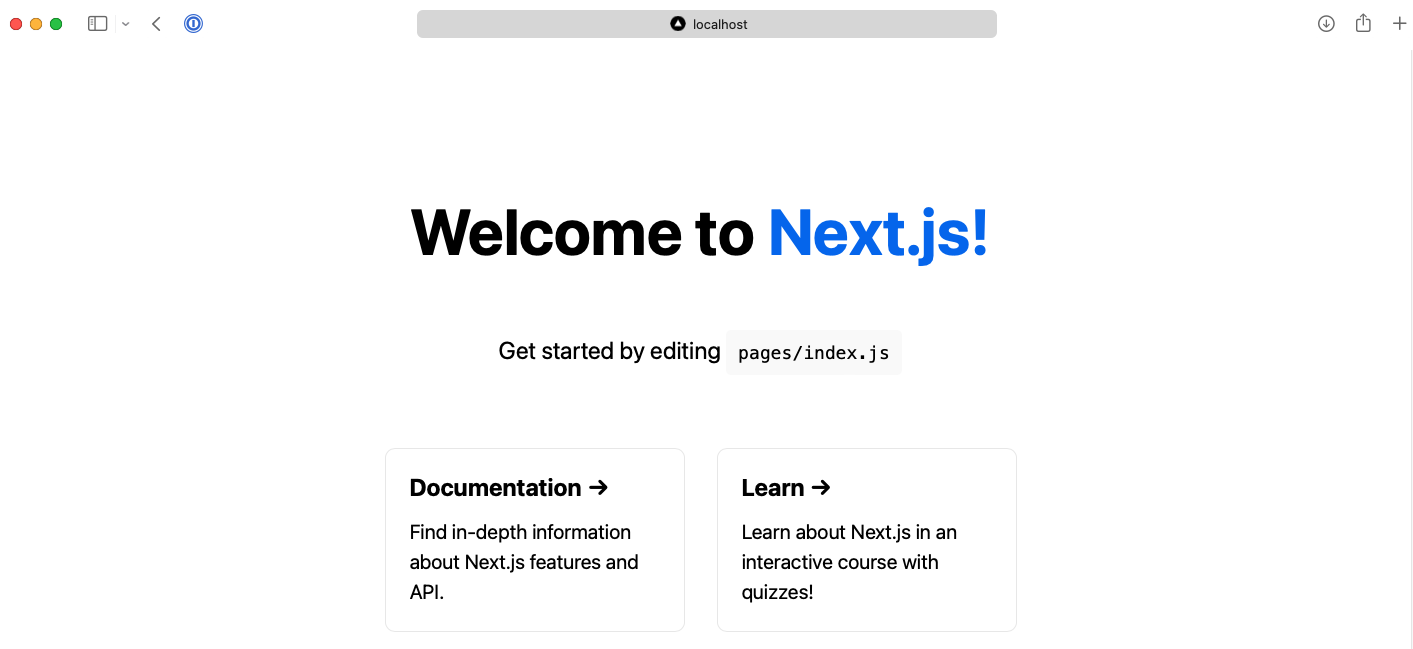 localhost
Welcome to Next.js!
Get started by editing pages/index.js
Documentation →
Find in-depth information
about Next.js features and
API.
Learn →
Learn about Next.js in an
interactive course with
quizzes!